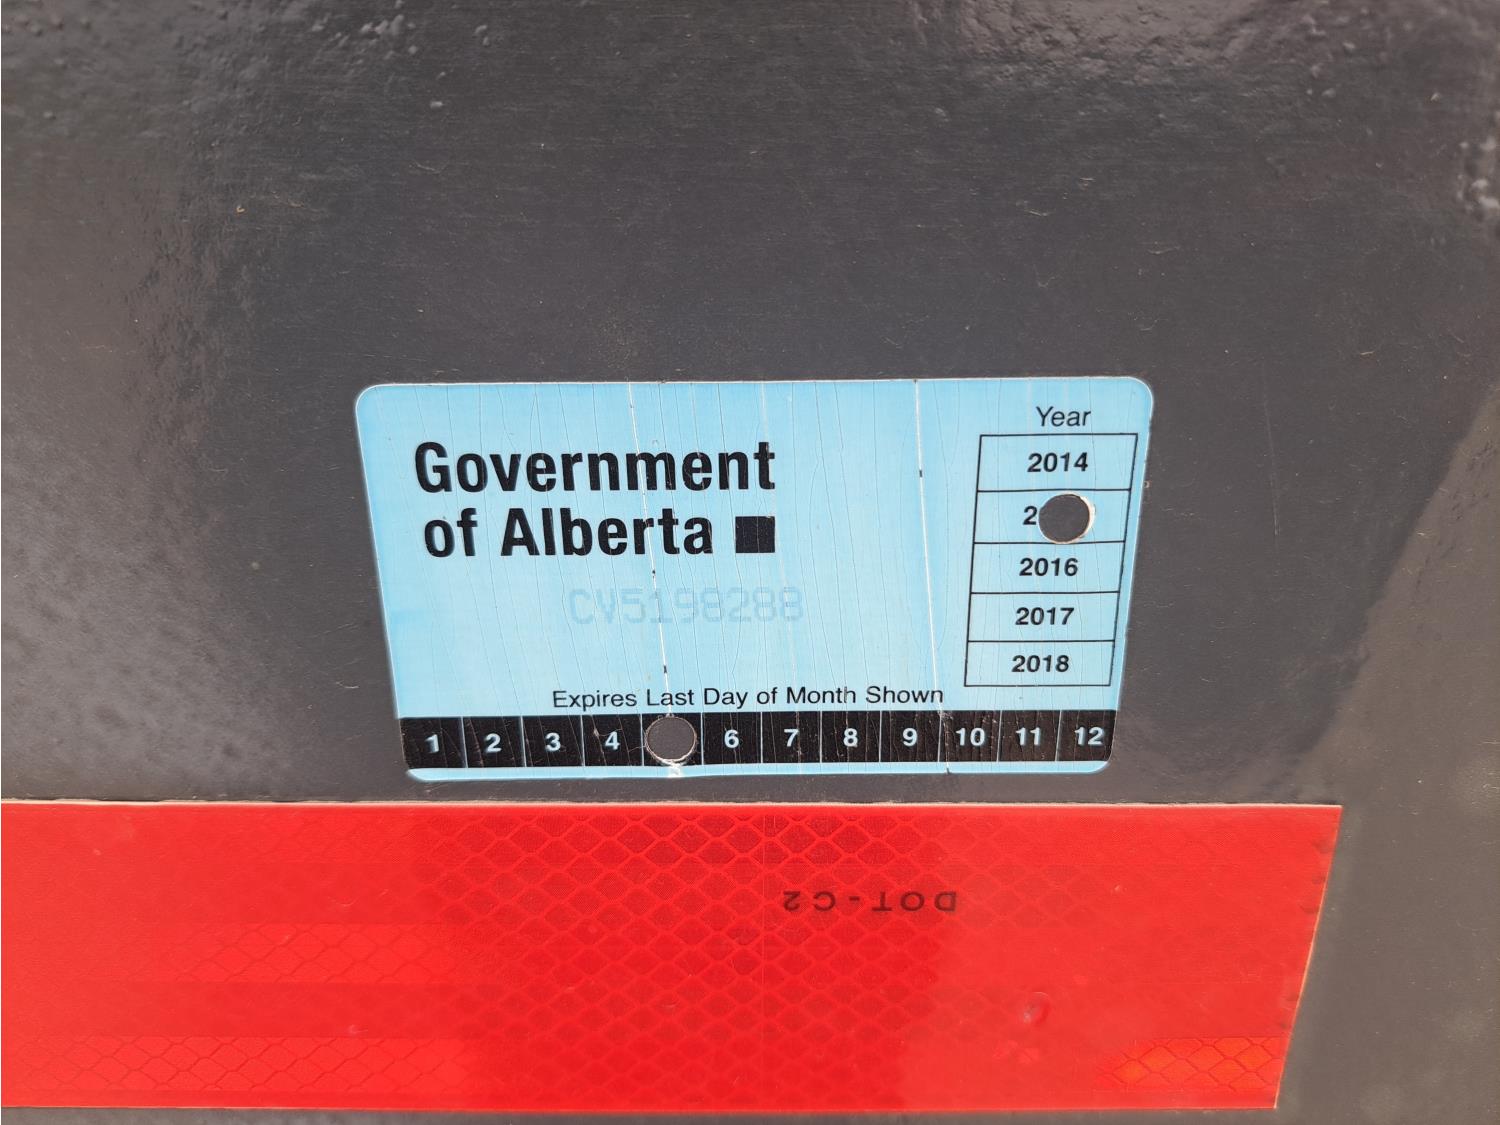 Government
of Alberta
CV5198288
Year
2014
2
2016
2017
2018
Expires Last Day of Month Shown
1 2 3 4 6 7 8 9 10 11 12
DOT-C2